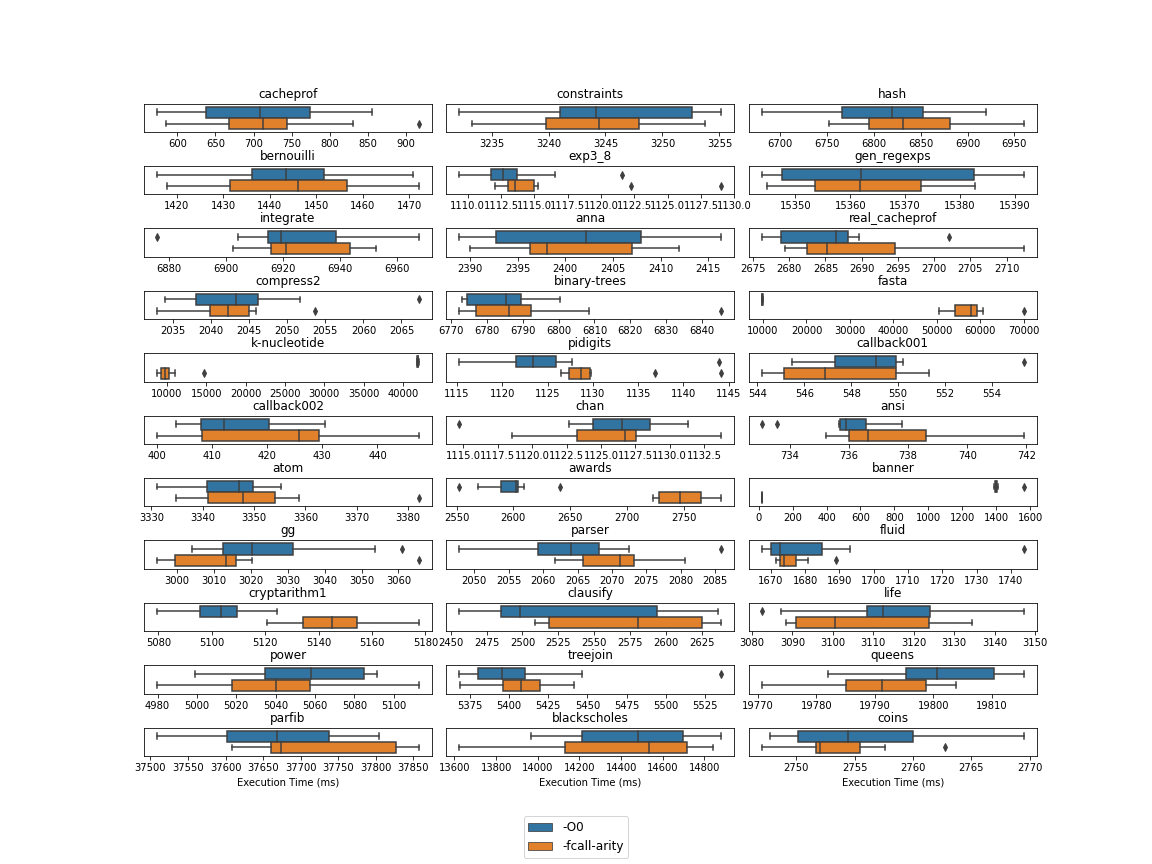 cacheprof constraints hash
600 650 700 750 800 850 900 3235 3240 3245 3250 3255 6700 6750 6800 6850 6900 6950
bernouilli exp3_8 gen_regexps
1420 1430 1440 1450 1460 1470 1110.0 1112.5 1115.0 1117.5 1120.0 1122.5 1125.0 1127.5 1130.0 15350 15360 15370 15380 15390
integrate anna real_cacheprof
6880 6900 6920 6940 6960 2390 2395 2400 2405 2410 2415 2675 2680 2685 2690 2695 2700 2705 2710
compress2 binary-trees fasta
2035 2040 2045 2050 2055 2060 2065 6770 6780 6790 6800 6810 6820 6830 6840 10000 20000 30000 40000 50000 60000 70000
k-nucleotide pidigits callback001
10000 15000 20000 25000 30000 35000 40000 1115 1120 1125 1130 1135 1140 1145 544 546 548 550 552 554
callback002 chan ansi
400 410 420 430 440 1115.0 1117.5 1120.0 1122.5 1125.0 1127.5 1130.0 1132.5 734 736 738 740 742
atom awards banner
3330 3340 3350 3360 3370 3380 2550 2600 2650 2700 2750 0 200 400 600 800 1000 1200 1400 1600
gg parser fluid
3000 3010 3020 3030 3040 3050 3060 2050 2055 2060 2065 2070 2075 2080 2085 1670 1680 1690 1700 1710 1720 1730 1740
cryptarithm1 clausify life
5080 5100 5120 5140 5160 5180 2450 2475 2500 2525 2550 2575 2600 2625 3080 3090 3100 3110 3120 3130 3140 3150
power treejoin queens
4980 5000 5020 5040 5060 5080 5100 5375 5400 5425 5450 5475 5500 5525 19770 19780 19790 19800 19810
parfib blackscholes coins
37500 37550 37600 37650 37700 37750 37800 37850 13600 13800 14000 14200 14400 14600 14800 2750 2755 2760 2765 2770
Execution Time (ms) Execution Time (ms) Execution Time (ms)
-O0
-fcall-arity